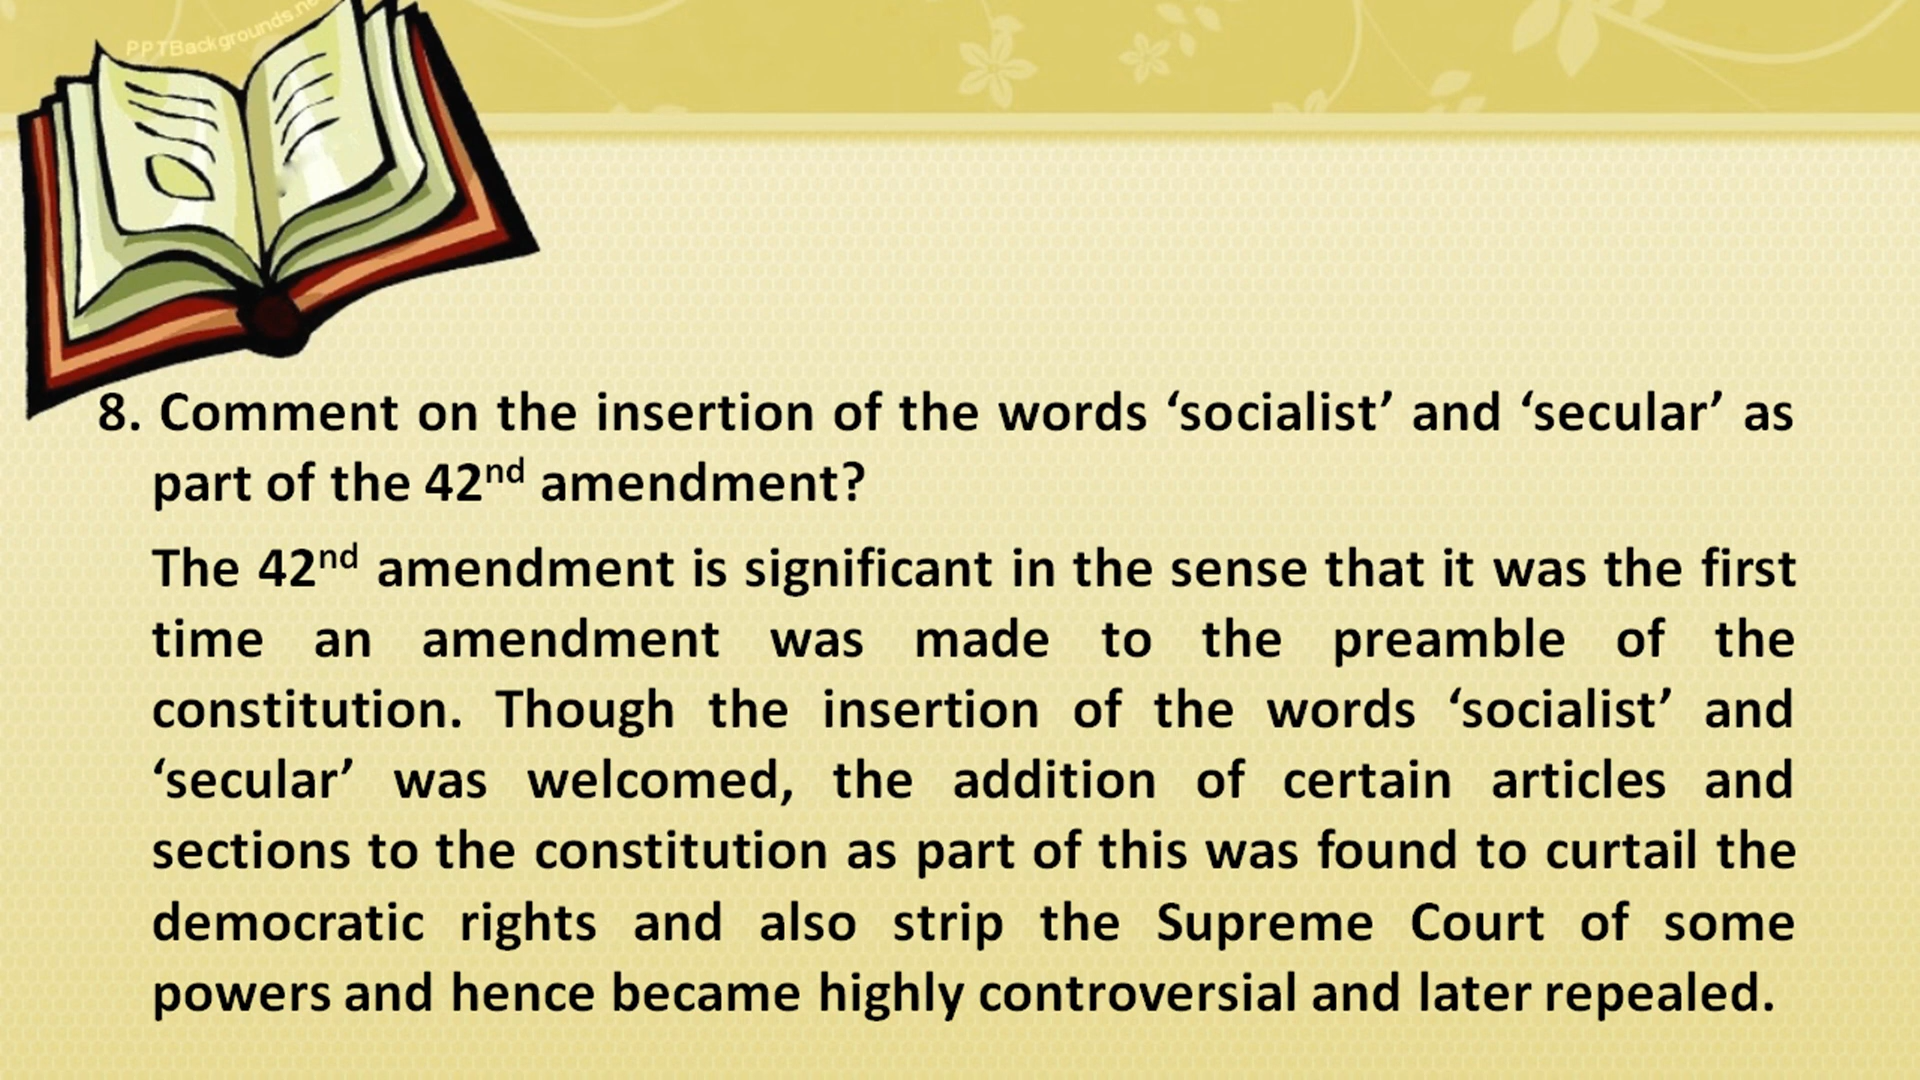 PPTBackgrounds.ne
8. Comment on the insertion of the words ‘socialist’ and ‘secular’ as
part of the 42nd amendment?
The 42nd amendment is significant in the sense that it was the first
time an amendment was made to the preamble of the
constitution. Though the insertion of the words ‘socialist’ and
‘secular’ was welcomed, the addition of certain articles and
sections to the constitution as part of this was found to curtail the
democratic rights and also strip the Supreme Court of some
powers and hence became highly controversial and later repealed.